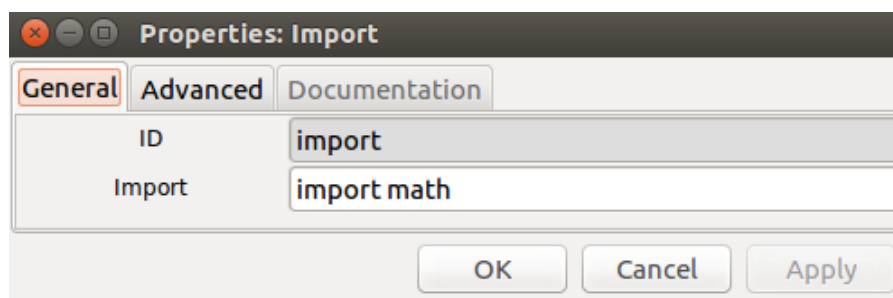 Properties: Import
General Advanced Documentation
ID import
Import import math
OK Cancel Apply